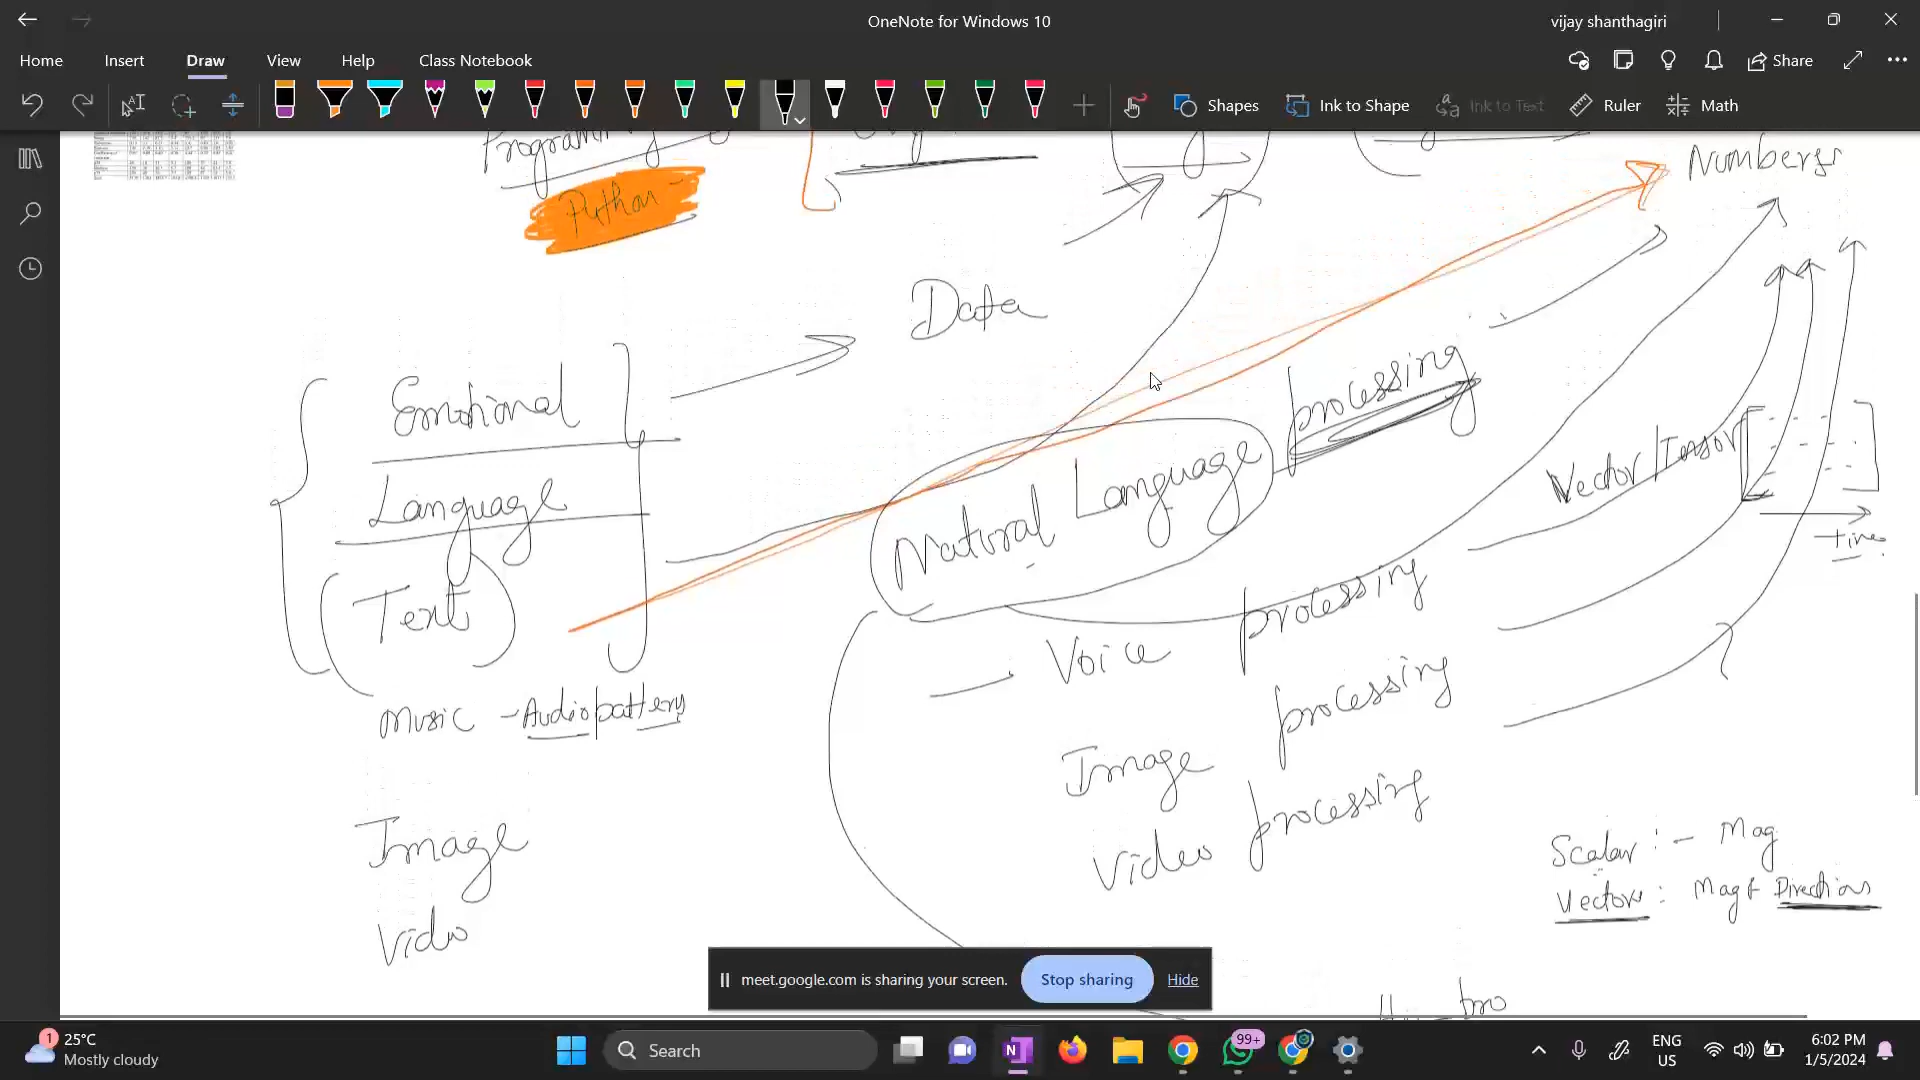 OneNote for Windows 10
vijay shanthagiri
Home Insert Draw View Help Class Notebook
Share
Shapes Ink to Shape Ink to Text Ruler Math
Programming
Python
Numbers
Data
Emotional
Language
Text
Music - Audio pattern
Image
Video
Natural Language processing
Voice processing
Image processing
Video processing
Vector/Tensor
Time
Scalar :- Mag
Vector : Mag & Direction
meet.google.com is sharing your screen. Stop sharing Hide
1
25°C
Mostly cloudy
Search
99+
ENG
US
6:02 PM
1/5/2024